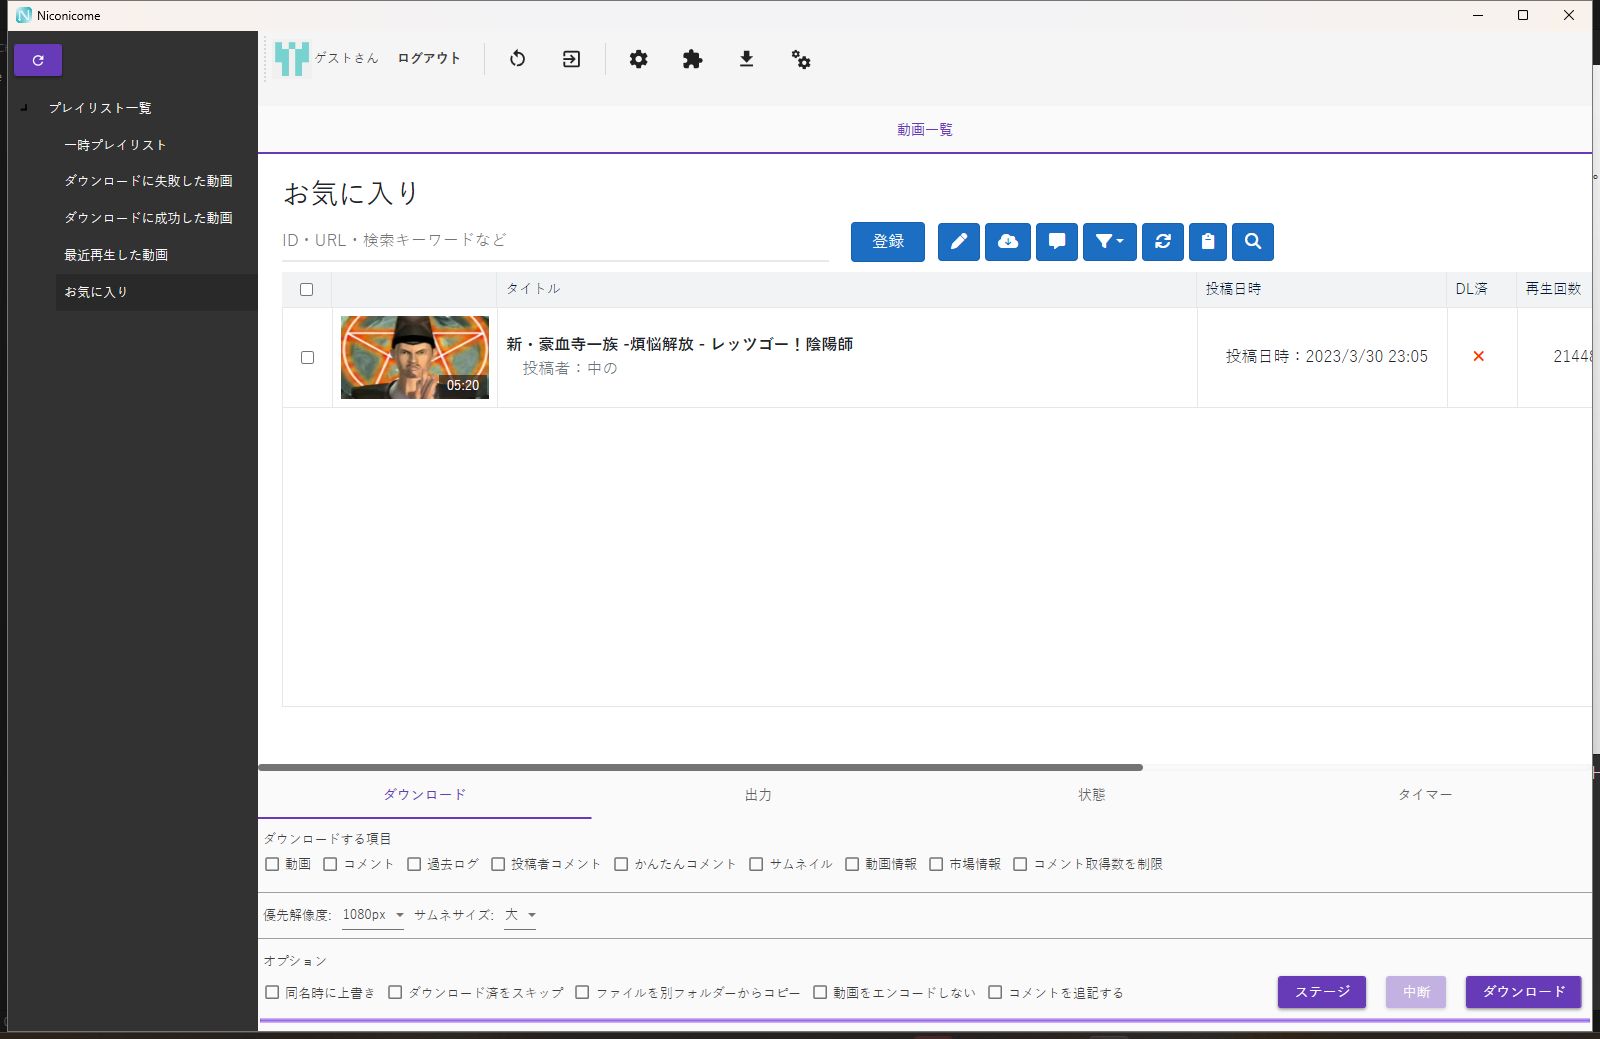 Niconicome
ゲストさん ログアウト
プレイリスト一覧
一時プレイリスト
ダウンロードに失敗した動画
ダウンロードに成功した動画
最近再生した動画
お気に入り
動画一覧
お気に入り
ID・URL・検索キーワードなど
登録
タイトル 投稿日時 DL済 再生回数
05:20
新・豪血寺一族 -煩悩解放 - レッツゴー！陰陽師
投稿者：中の
投稿日時：2023/3/30 23:05
ダウンロード 出力 状態 タイマー
ダウンロードする項目
動画 コメント 過去ログ 投稿者コメント かんたんコメント サムネイル 動画情報 市場情報 コメント取得数を制限
優先解像度: 1080px サムネサイズ: 大
オプション
同名時に上書き ダウンロード済をスキップ ファイルを別フォルダーからコピー 動画をエンコードしない コメントを追記する
ステージ 中断 ダウンロード